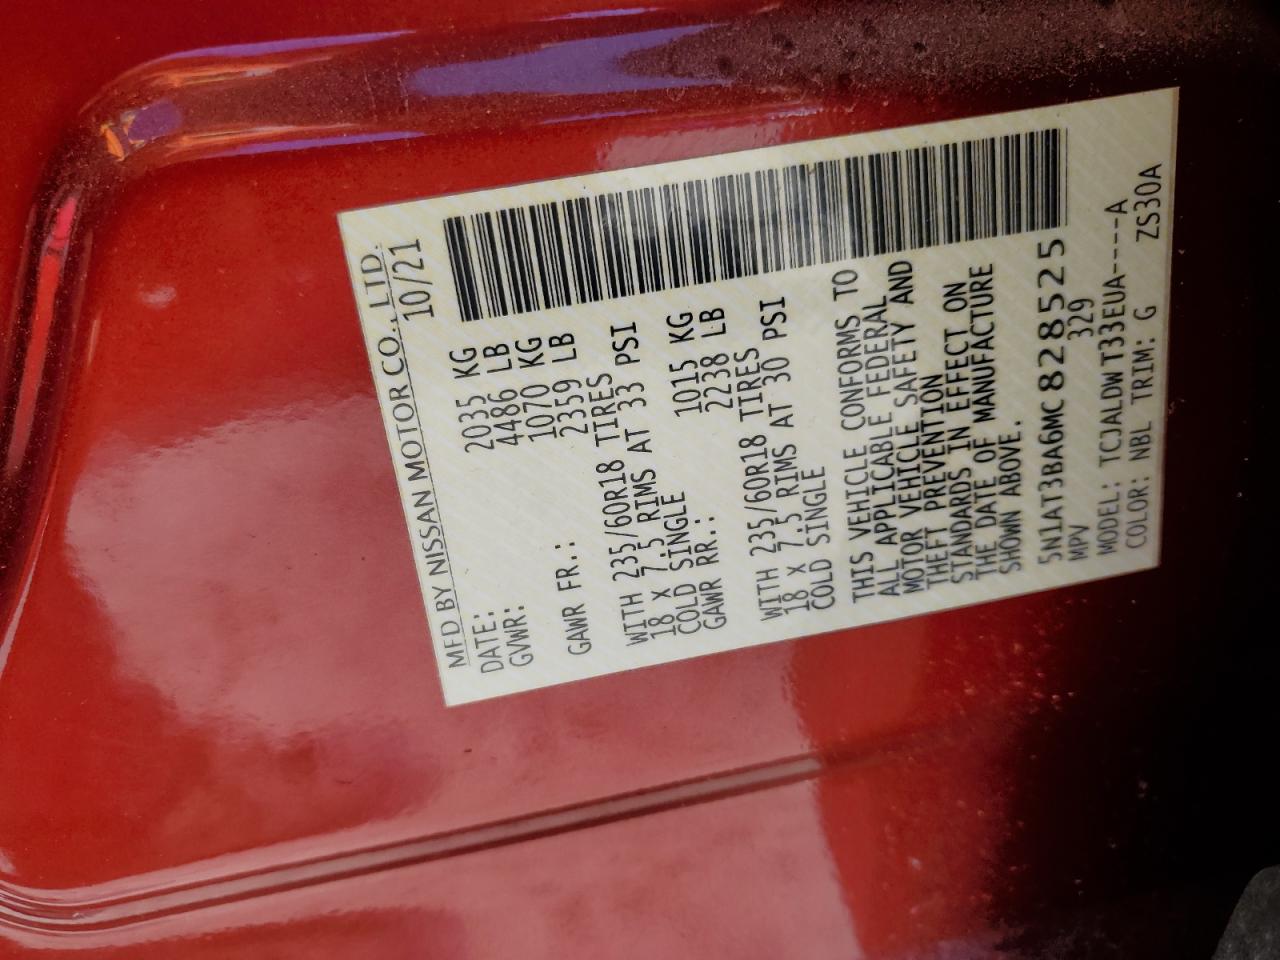 MFD BY NISSAN MOTOR CO., LTD.
DATE: 10/21
GVWR: 2035 KG
4486 LB
GAWR FR.: 1070 KG
2359 LB
WITH 235/60R18 TIRES
18 X 7.5 RIMS AT 33 PSI
COLD SINGLE
GAWR RR.: 1015 KG
2238 LB
WITH 235/60R18 TIRES
18 X 7.5 RIMS AT 30 PSI
COLD SINGLE
THIS VEHICLE CONFORMS TO
ALL APPLICABLE FEDERAL
MOTOR VEHICLE SAFETY AND
THEFT PREVENTION
STANDARDS IN EFFECT ON
THE DATE OF MANUFACTURE
SHOWN ABOVE.
5N1AT3BA6MC828525
MPV 329
MODEL: TCJALDW T33EUA-----A
COLOR: NBL TRIM: G ZS30A